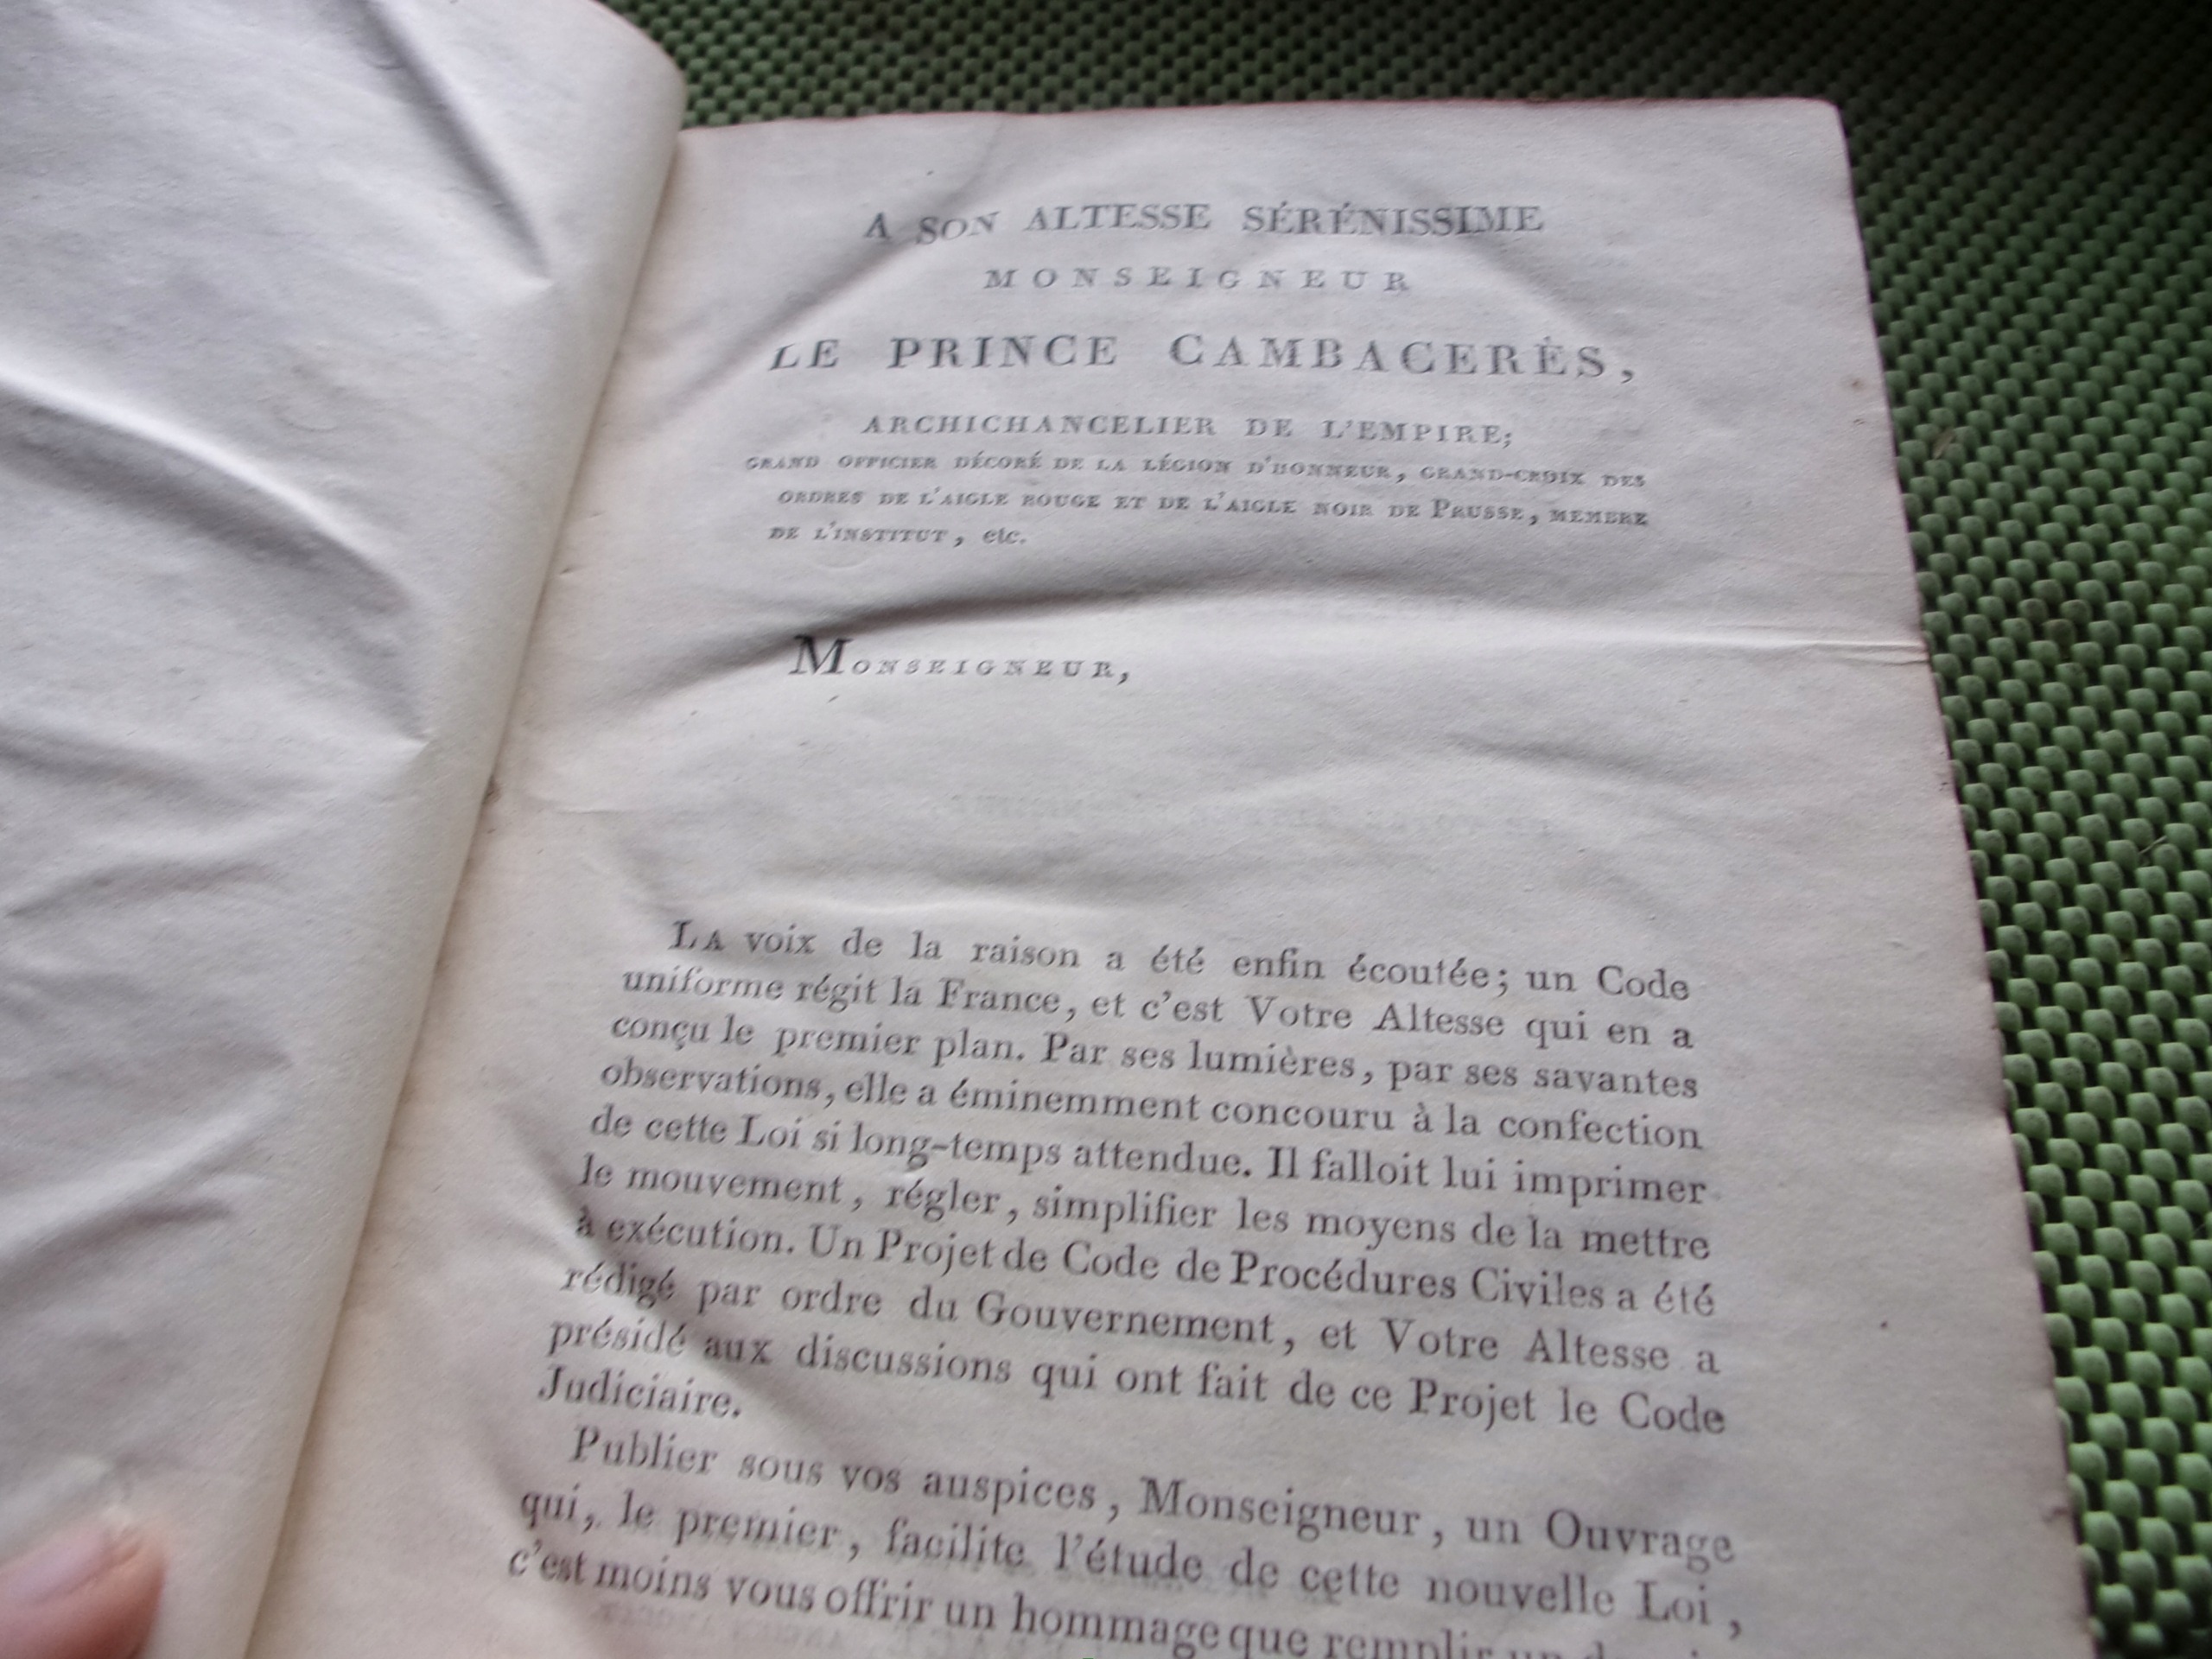 A SON ALTESSE SÉRÉNISSIME
MONSEIGNEUR
LE PRINCE CAMBACERÈS,
ARCHICHANCELIER DE L'EMPIRE;
GRAND OFFICIER DÉCORÉ DE LA LÉGION D'HONNEUR, GRAND-CROIX DES
ORDRES DE L'AIGLE ROUGE ET DE L'AIGLE NOIR DE PRUSSE, MEMBRE
DE L'INSTITUT, etc.
MONSEIGNEUR,
LA voix de la raison a été enfin écoutée; un Code
uniforme régit la France, et c'est Votre Altesse qui en a
conçu le premier plan. Par ses lumières, par ses savantes
observations, elle a éminemment concouru à la confection
de cette Loi si long-temps attendue. Il falloit lui imprimer
le mouvement, régler, simplifier les moyens de la mettre
à exécution. Un Projet de Code de Procédures Civiles a été
rédigé par ordre du Gouvernement, et Votre Altesse a
présidé aux discussions qui ont fait de ce Projet le Code
Judiciaire.
Publier sous vos auspices, Monseigneur, un Ouvrage
qui, le premier, facilite l'étude de cette nouvelle Loi,
c'est moins vous offrir un hommage que remplir un